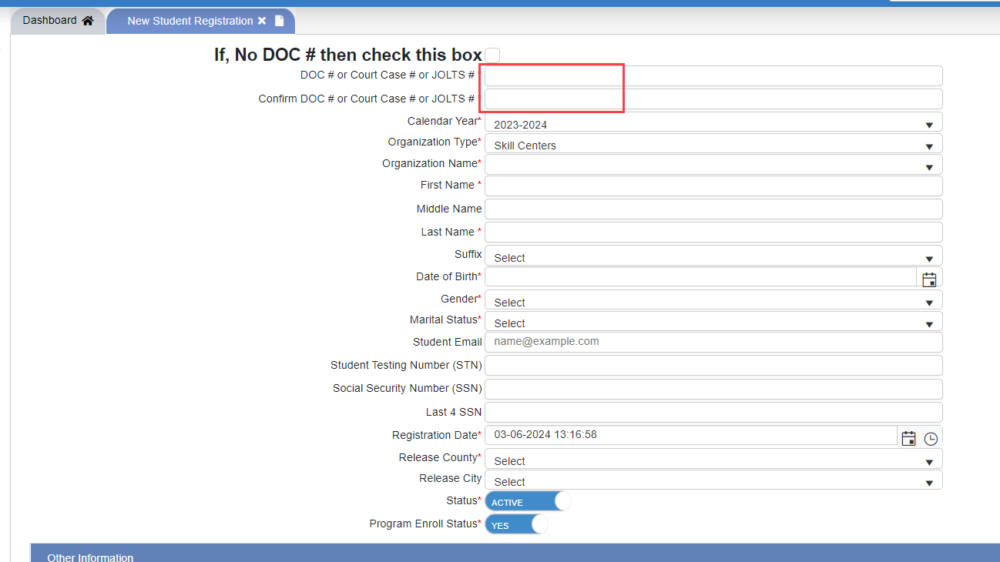 Dashboard
New Student Registration
If, No DOC # then check this box
DOC # or Court Case # or JOLTS # *
Confirm DOC # or Court Case # or JOLTS # *
Calendar Year* 2023-2024
Organization Type* Skill Centers
Organization Name*
First Name *
Middle Name
Last Name *
Suffix Select
Date of Birth*
Gender* Select
Marital Status* Select
Student Email name@example.com
Student Testing Number (STN)
Social Security Number (SSN)
Last 4 SSN
Registration Date* 03-06-2024 13:16:58
Release County* Select
Release City Select
Status* ACTIVE
Program Enroll Status* YES
Other Information